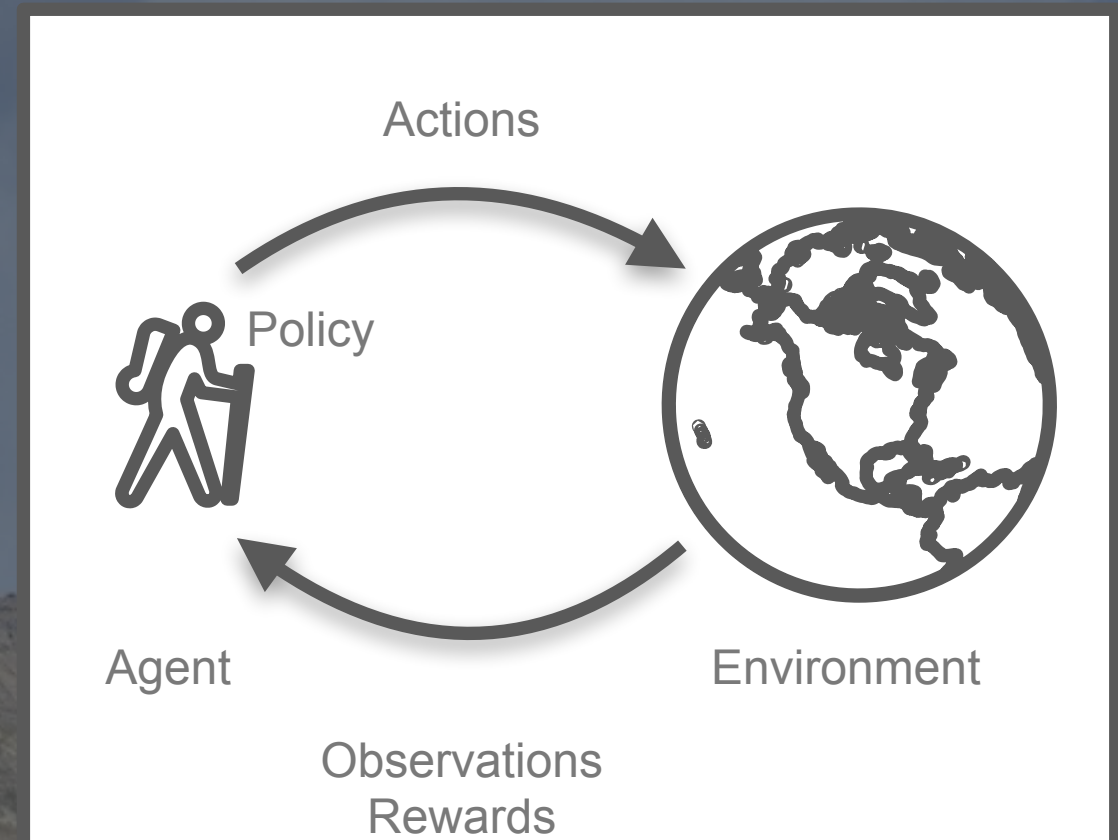 Actions
Policy
Agent
Environment
Observations
Rewards